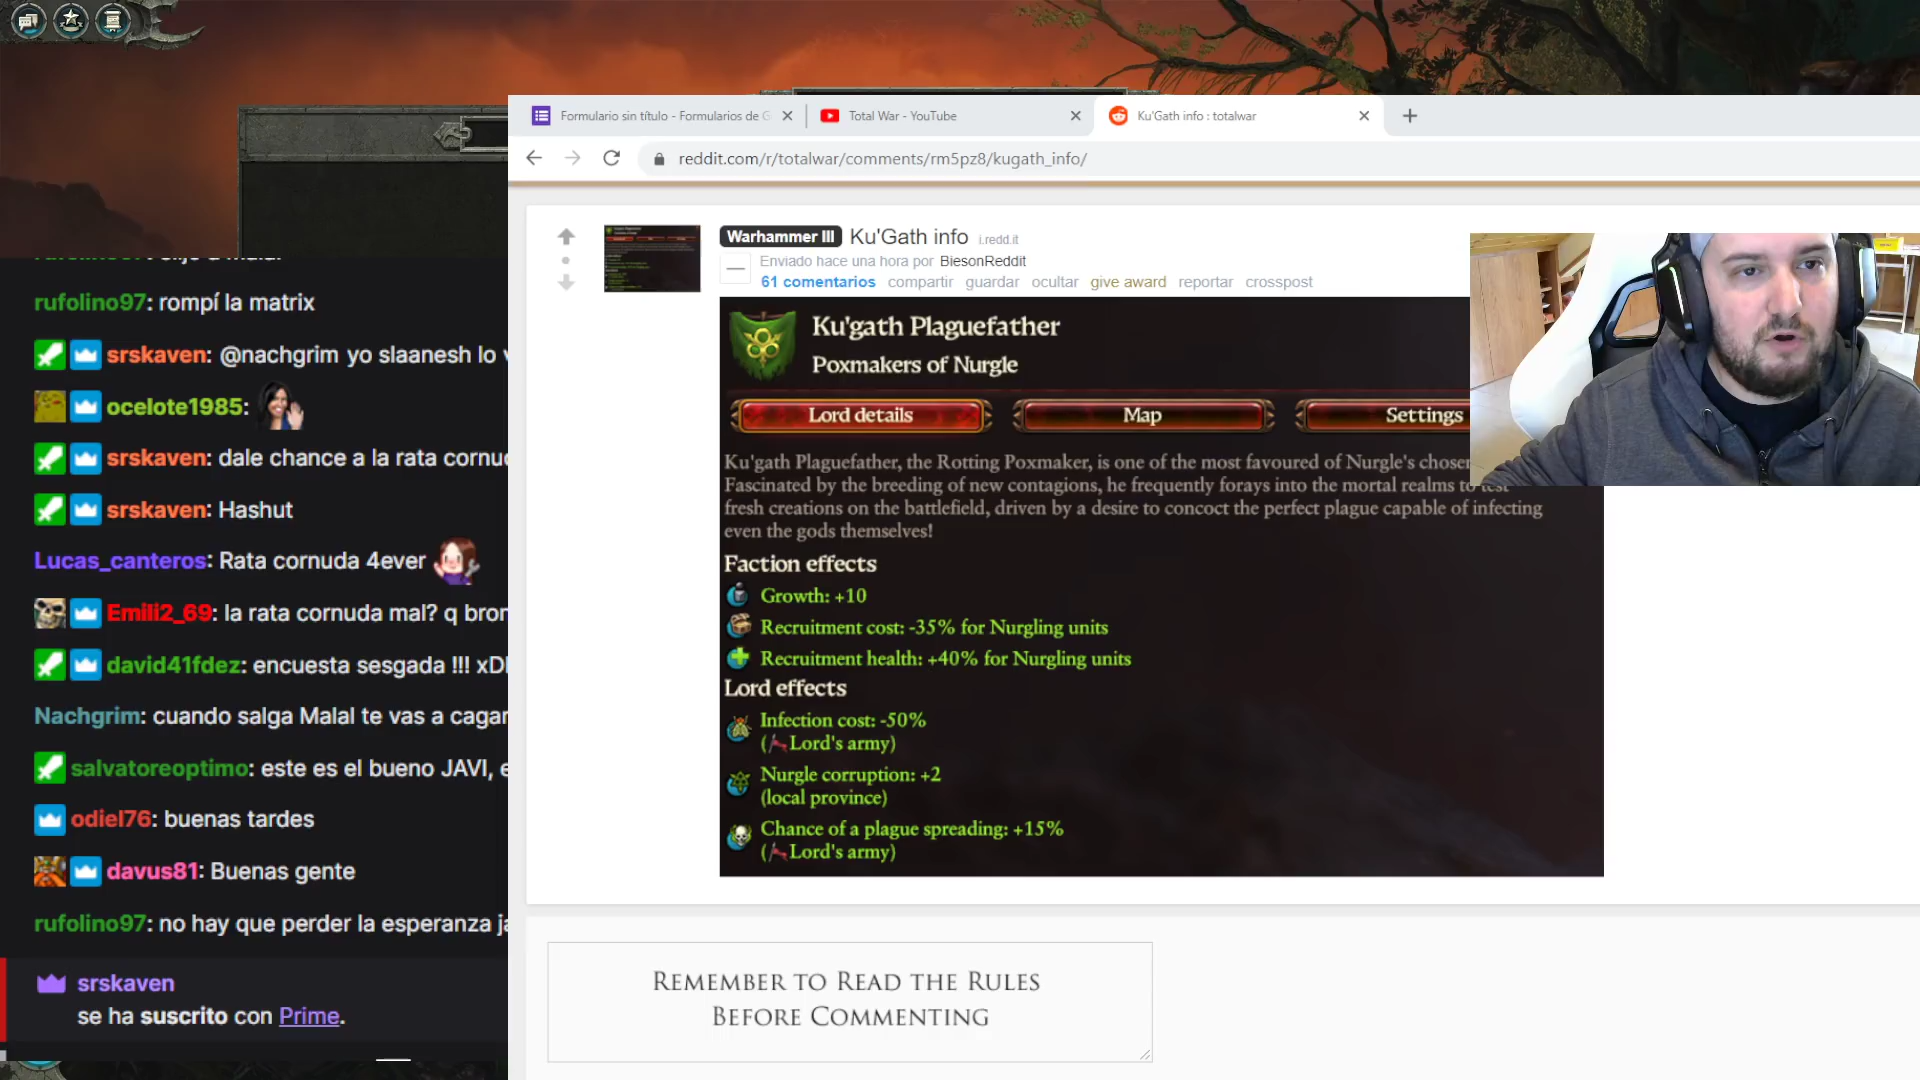 Formulario sin título - Formularios de G
Total War - YouTube
Ku'Gath info : totalwar
reddit.com/r/totalwar/comments/rm5pz8/kugath_info/
Warhammer III Ku'Gath info i.redd.it
Enviado hace una hora por BiesonReddit
61 comentarios compartir guardar ocultar give award reportar crosspost
Ku'gath Plaguefather
Poxmakers of Nurgle
Lord details
Map
Settings
Ku'gath Plaguefather, the Rotting Poxmaker, is one of the most favoured of Nurgle's chosen
Fascinated by the breeding of new contagions, he frequently forays into the mortal realms to test
fresh creations on the battlefield, driven by a desire to concoct the perfect plague capable of infecting
even the gods themselves!
Faction effects
Growth: +10
Recruitment cost: -35% for Nurgling units
Recruitment health: +40% for Nurgling units
Lord effects
Infection cost: -50%
(Lord's army)
Nurgle corruption: +2
(local province)
Chance of a plague spreading: +15%
(Lord's army)
Remember to Read the Rules
Before Commenting
rufolino97: rompí la matrix
srskaven: @nachgrim yo slaanesh lo v
ocelote1985:
srskaven: dale chance a la rata cornud
srskaven: Hashut
Lucas_canteros: Rata cornuda 4ever
Emili2_69: la rata cornuda mal? q bron
david41fdez: encuesta sesgada !!! xD
Nachgrim: cuando salga Malal te vas a cagar
salvatoreoptimo: este es el bueno JAVI, e
odiel76: buenas tardes
davus81: Buenas gente
rufolino97: no hay que perder la esperanza ja
srskaven
se ha suscrito con Prime.